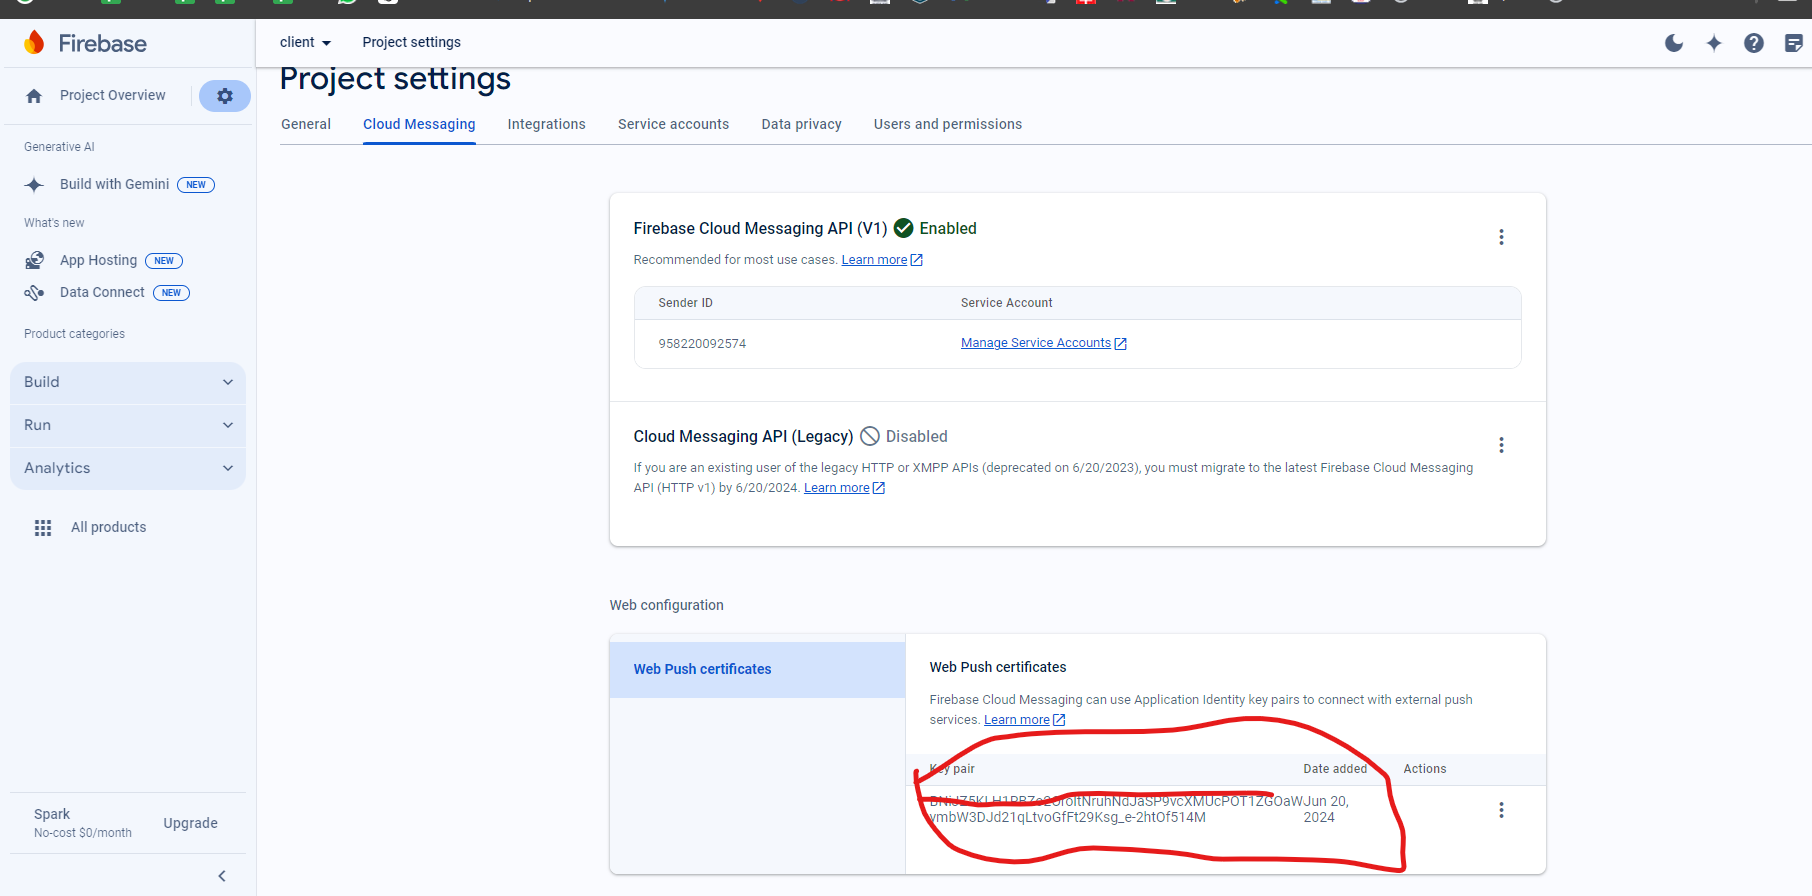 Firebase
client
Project settings
Project settings
Project Overview
General
Cloud Messaging
Integrations
Service accounts
Data privacy
Users and permissions
Generative AI
Build with Gemini NEW
What's new
App Hosting NEW
Data Connect NEW
Product categories
Build
Run
Analytics
All products
Spark
No-cost $0/month
Upgrade
Firebase Cloud Messaging API (V1) Enabled
Recommended for most use cases. Learn more
Sender ID
Service Account
958220092574
Manage Service Accounts
Cloud Messaging API (Legacy) Disabled
If you are an existing user of the legacy HTTP or XMPP APIs (deprecated on 6/20/2023), you must migrate to the latest Firebase Cloud Messaging
API (HTTP v1) by 6/20/2024. Learn more
Web configuration
Web Push certificates
Web Push certificates
Firebase Cloud Messaging can use Application Identity key pairs to connect with external push
services. Learn more
Key pair
Date added
Actions
Jun 20,
vmbW3DJd21qLtvoGfFt29Ksg_e-2htOf514M
2024